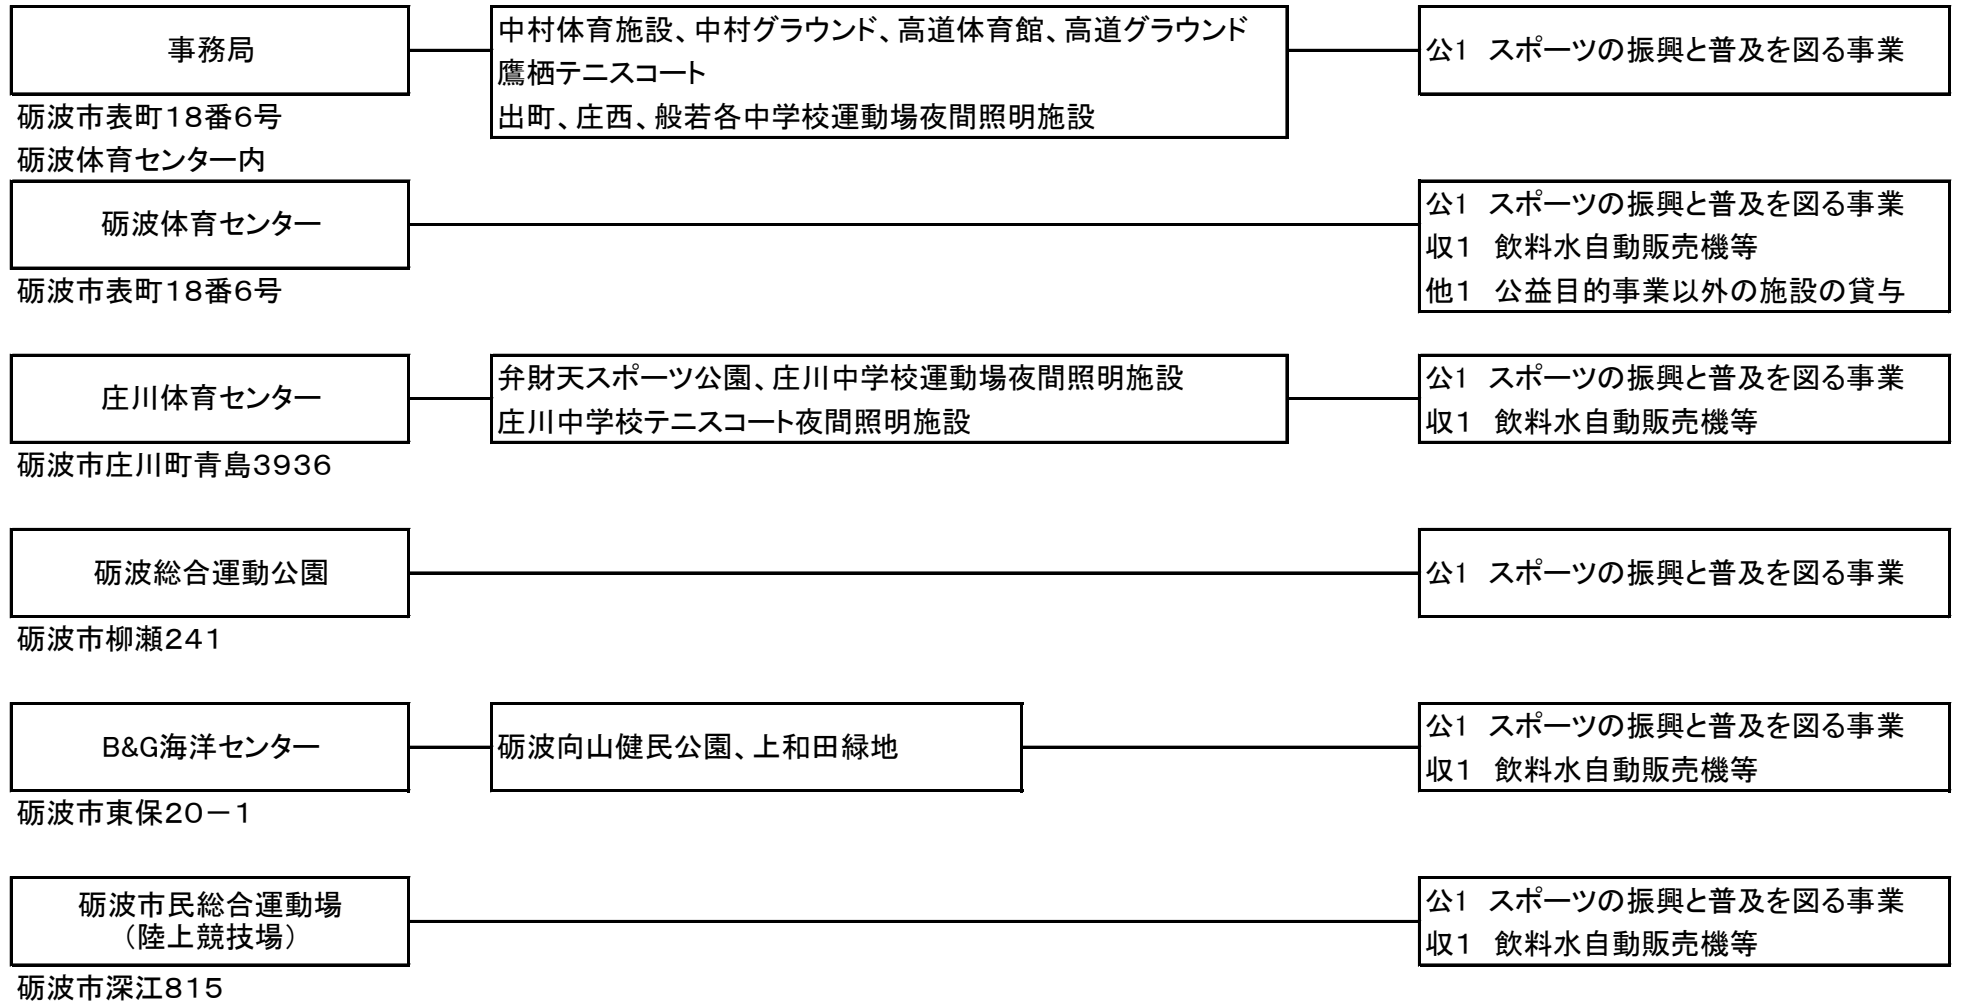 事務局
中村体育施設、中村グラウンド、高道体育館、高道グラウンド
鷹栖テニスコート
出町、庄西、般若各中学校運動場夜間照明施設
公1 スポーツの振興と普及を図る事業
砺波市表町18番6号
砺波体育センター内
砺波体育センター
公1 スポーツの振興と普及を図る事業
収1 飲料水自動販売機等
他1 公益目的事業以外の施設の貸与
砺波市表町18番6号
庄川体育センター
弁財天スポーツ公園、庄川中学校運動場夜間照明施設
庄川中学校テニスコート夜間照明施設
公1 スポーツの振興と普及を図る事業
収1 飲料水自動販売機等
砺波市庄川町青島3936
砺波総合運動公園
公1 スポーツの振興と普及を図る事業
砺波市柳瀬241
B&G海洋センター
砺波向山健民公園、上和田緑地
公1 スポーツの振興と普及を図る事業
収1 飲料水自動販売機等
砺波市東保20－1
砺波市民総合運動場
（陸上競技場）
公1 スポーツの振興と普及を図る事業
収1 飲料水自動販売機等
砺波市深江815